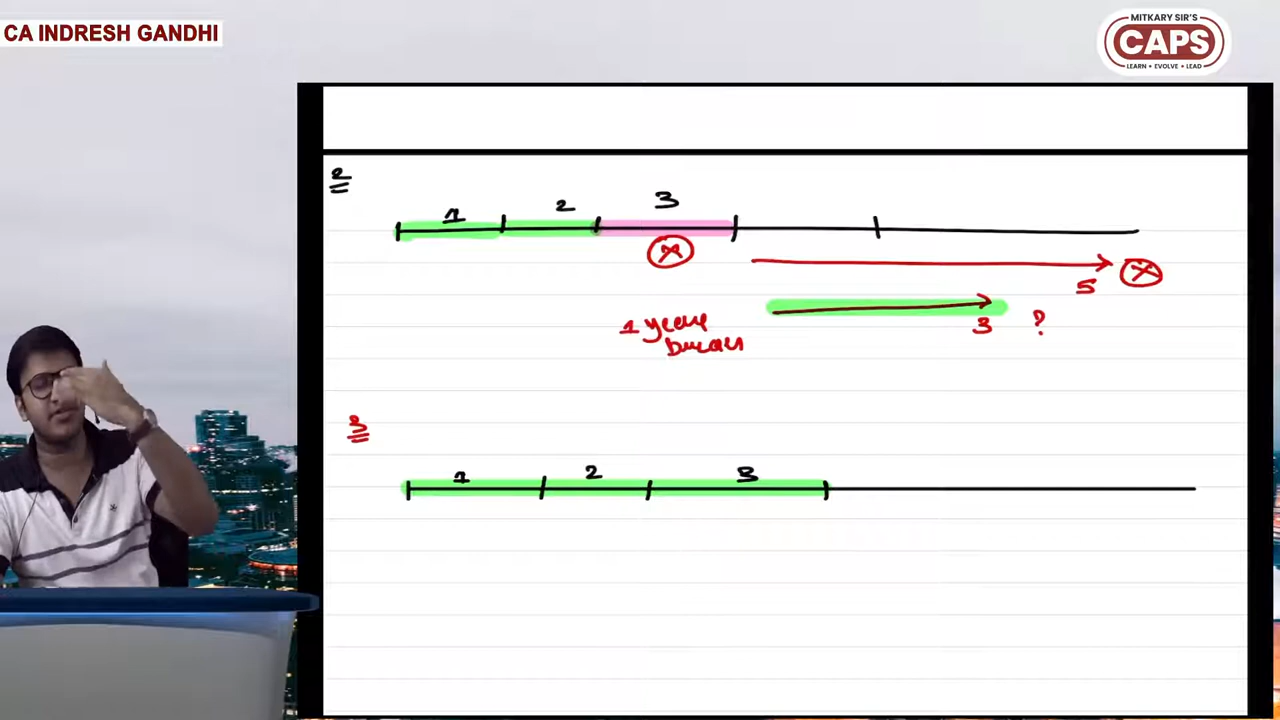 CA INDRESH GANDHI
MITKARY SIR'S
CAPS
LEARN • EVOLVE • LEAD
2
1 2 3
5
3 ?
1 year
3
1 2 3